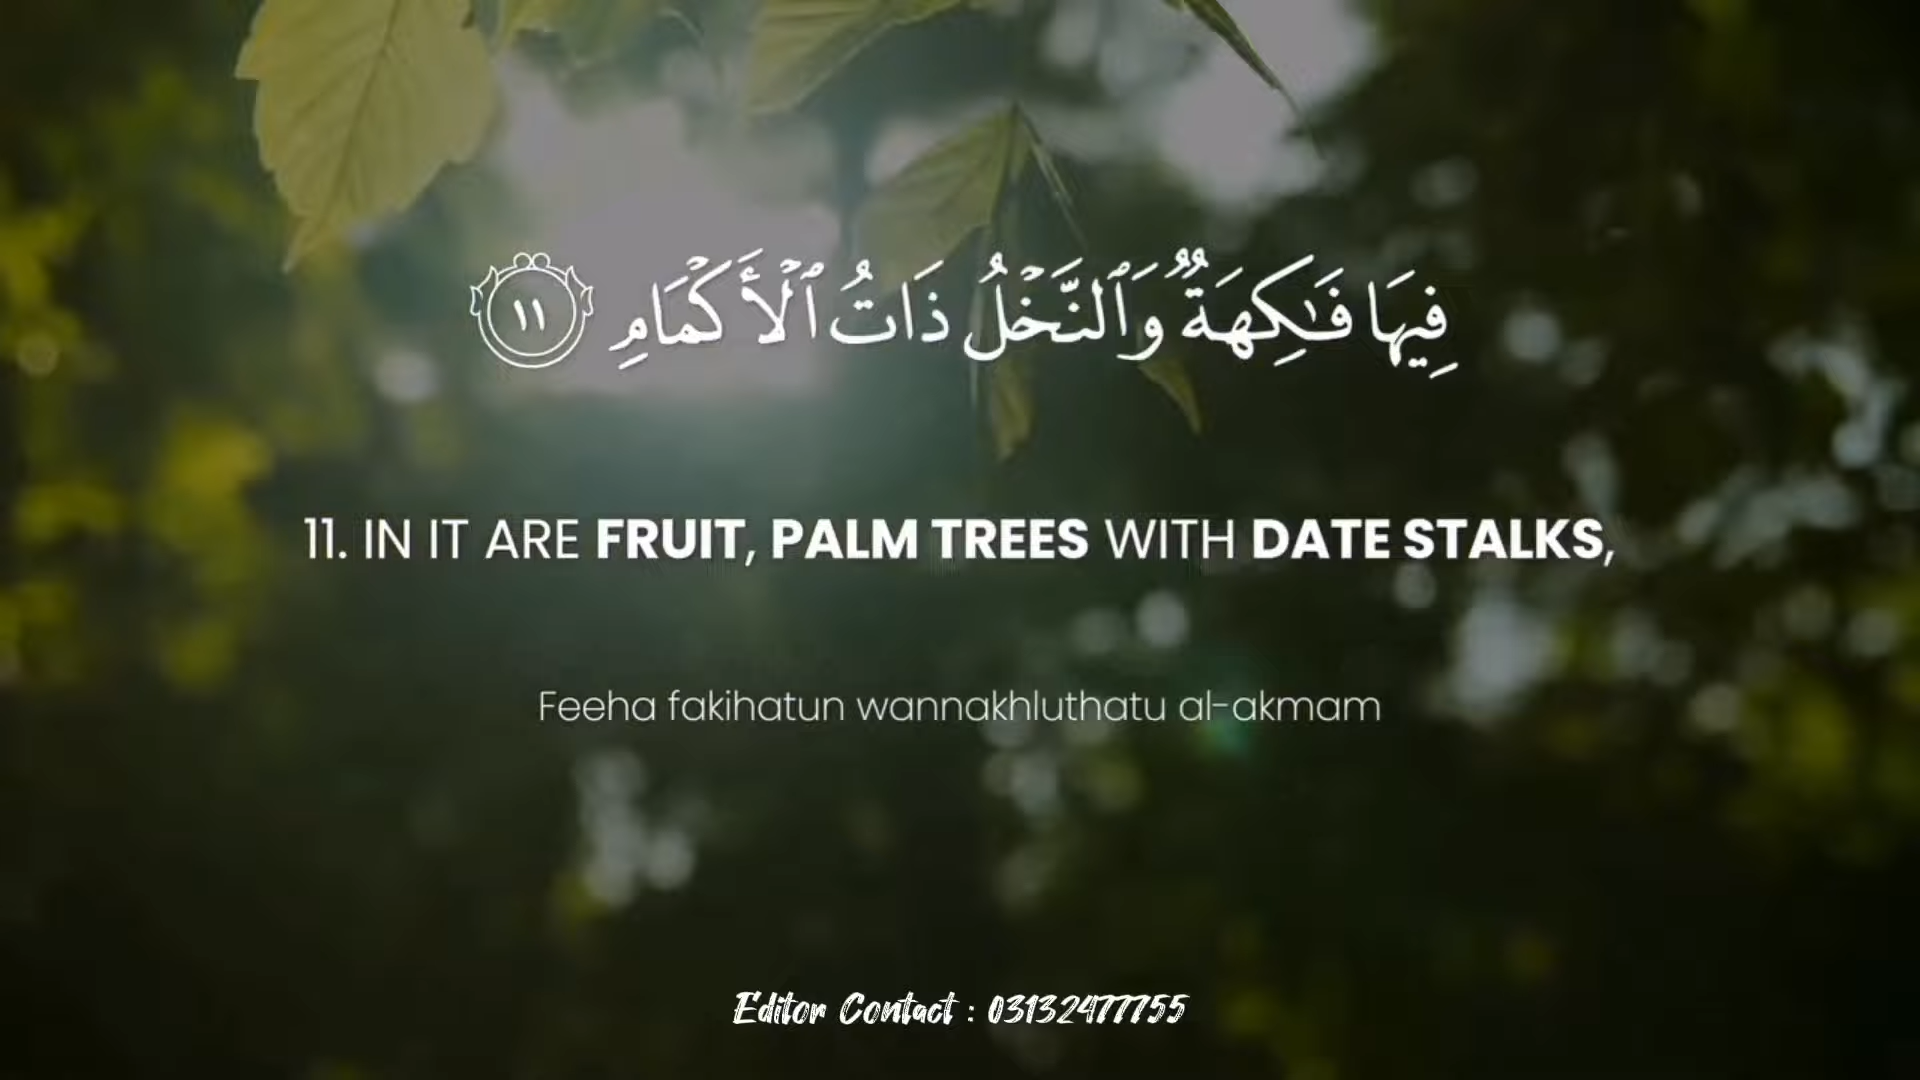 فِيهَا فَٰكِهَةٌ وَٱلنَّخْلُ ذَاتُ ٱلْأَكْمَامِ ١١
11. IN IT ARE FRUIT, PALM TREES WITH DATE STALKS,
Feeha fakihatun wannakhluthatu al-akmam
Editor Contact : 03132477755